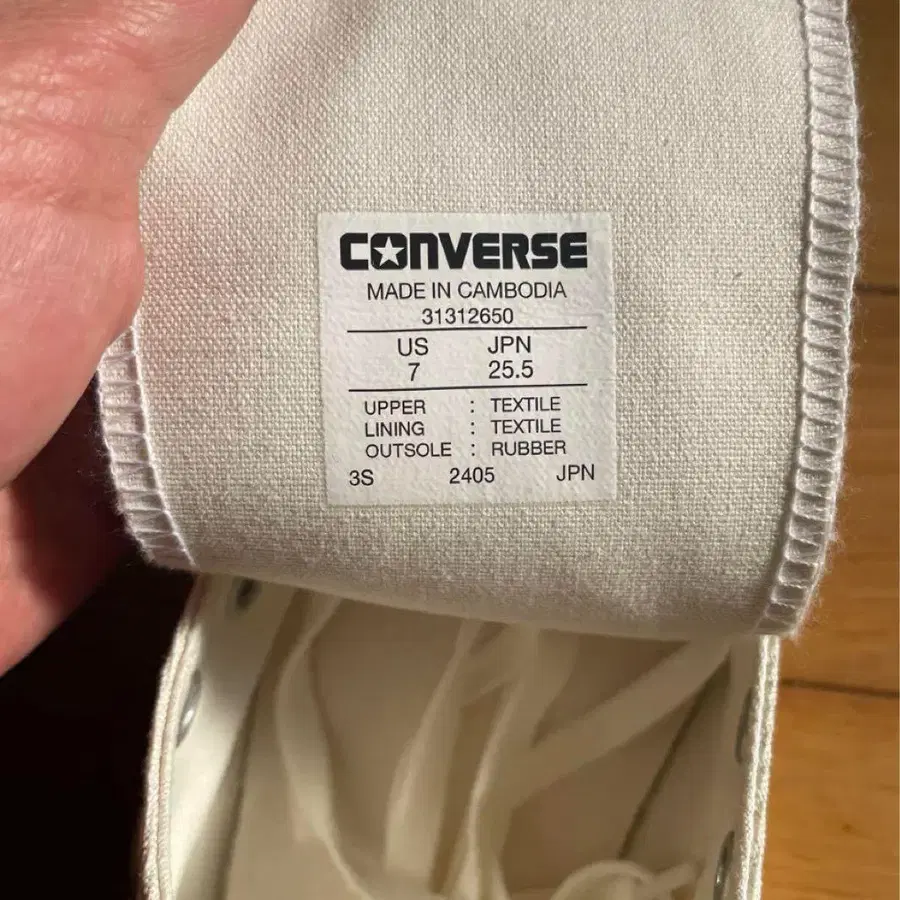 CONVERSE
MADE IN CAMBODIA
31312650
US JPN
7 25.5
UPPER : TEXTILE
LINING : TEXTILE
OUTSOLE : RUBBER
3S 2405 JPN